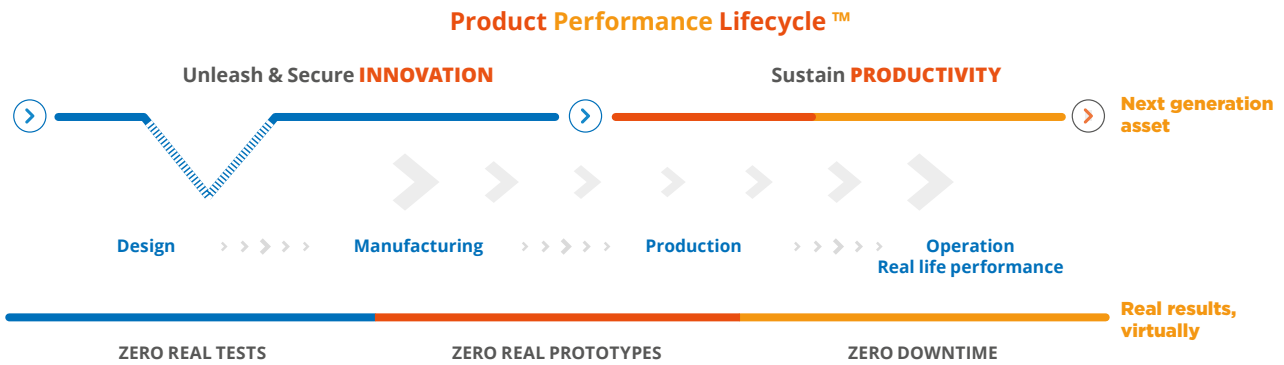 Product Performance Lifecycle ™
Unleash & Secure INNOVATION
Sustain PRODUCTIVITY
Next generation
asset
Design
Manufacturing
Production
Operation
Real life performance
Real results,
virtually
ZERO REAL TESTS
ZERO REAL PROTOTYPES
ZERO DOWNTIME